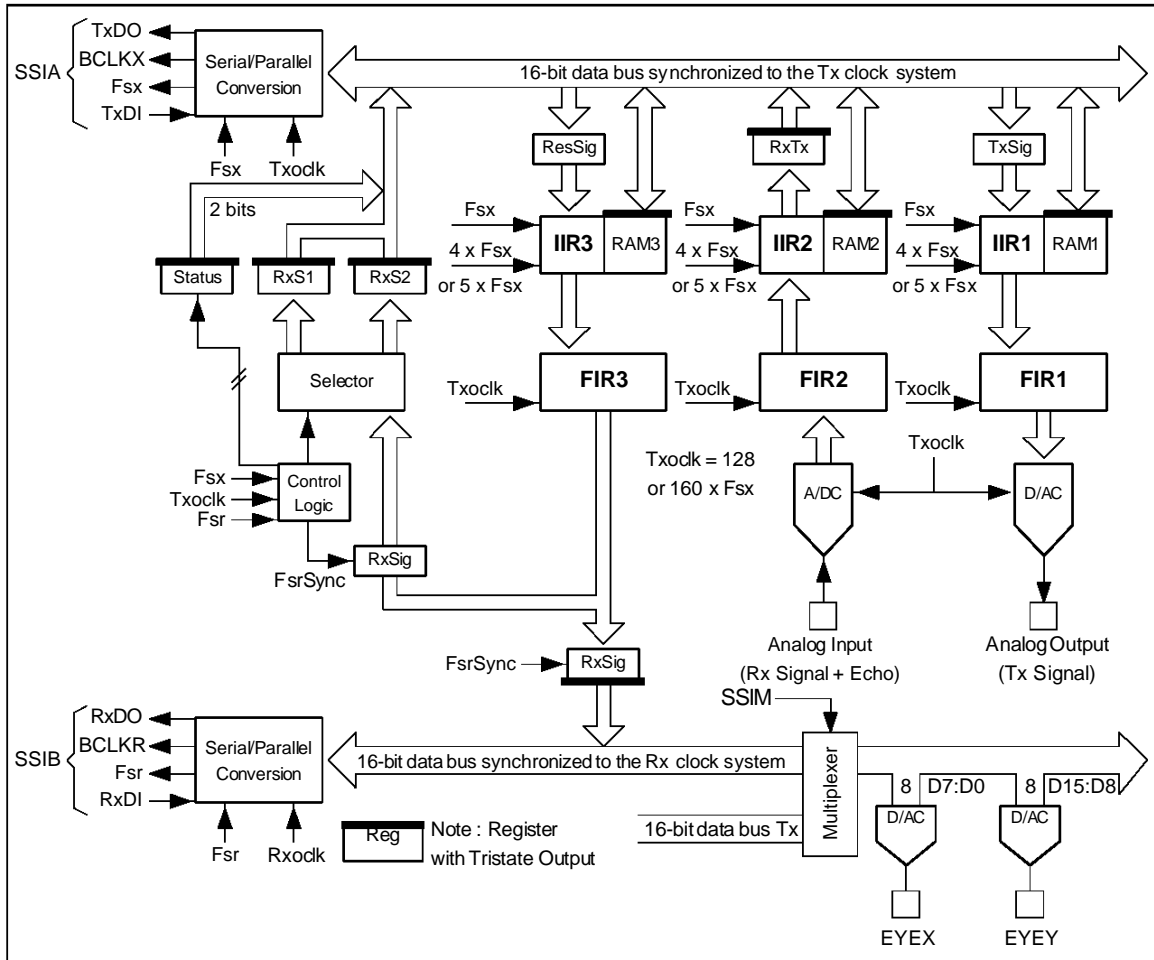 TxDO
BCLKX
Fsx
TxDI
SSIA
Serial/Parallel
Conversion
Fsx
Txoclk
16-bit data bus synchronized to the Tx clock system
2 bits
ResSig
RxTx
TxSig
Fsx
4 x Fsx
or 5 x Fsx
IIR3
RAM3
Fsx
4 x Fsx
or 5 x Fsx
IIR2
RAM2
Fsx
4 x Fsx
or 5 x Fsx
IIR1
RAM1
Status
RxS1
RxS2
Selector
Txoclk
FIR3
Txoclk
FIR2
Txoclk
FIR1
Txoclk = 128
or 160 x Fsx
A/DC
Txoclk
D/AC
Fsx
Txoclk
Fsr
Control
Logic
FsrSync
RxSig
FsrSync
RxSig
Analog Input
(Rx Signal + Echo)
Analog Output
(Tx Signal)
SSIM
RxDO
BCLKR
Fsr
RxDI
SSIB
Serial/Parallel
Conversion
Fsr
Rxoclk
16-bit data bus synchronized to the Rx clock system
Multiplexer
16-bit data bus Tx
8
D7:D0
8
D15:D8
D/AC
D/AC
EYEX
EYEY
Reg
Note : Register
with Tristate Output